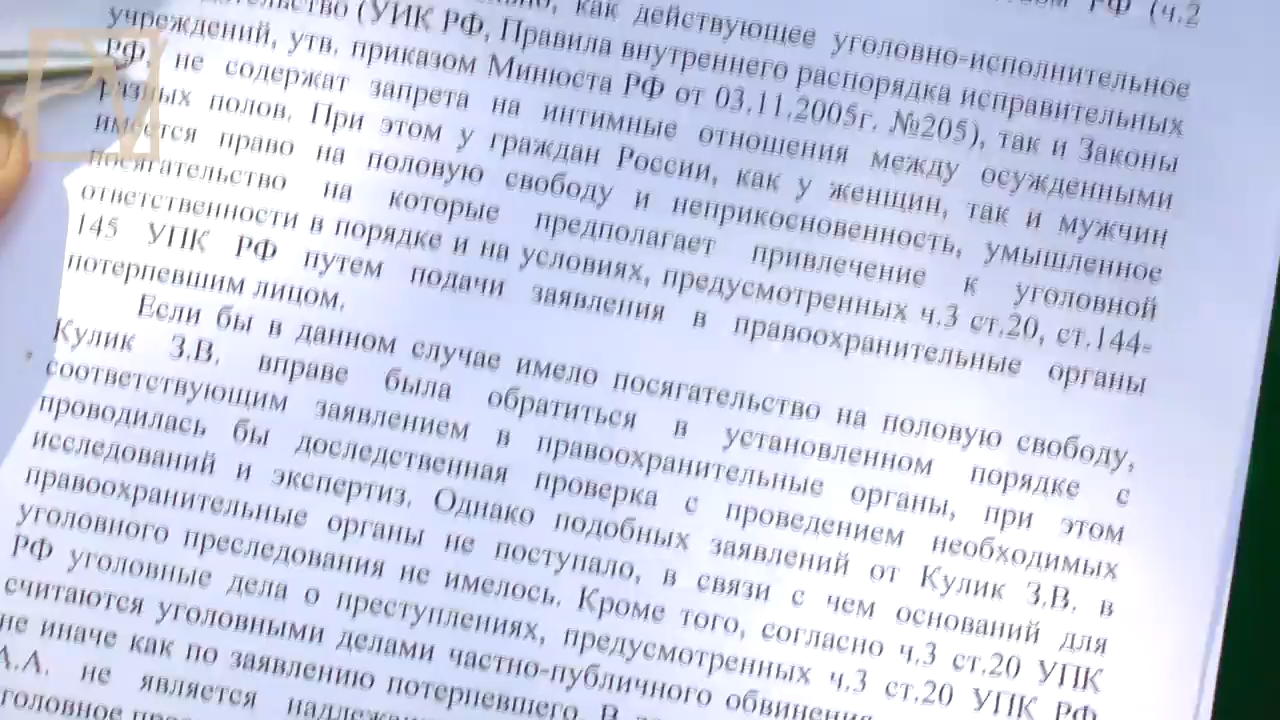 как действующее уголовно-исполнительное РФ (ч.2
(УИК РФ, Правила внутреннего распорядка исправительных
учреждений, утв. приказом Минюста РФ от 03.11.2005г. №205), так и Законы
РФ, не содержат запрета на интимные отношения между осужденными
разных полов. При этом у граждан России, как у женщин, так и мужчин
имеется право на половую свободу и неприкосновенность, умышленное
посягательство на которые предполагает привлечение к уголовной
ответственности в порядке и на условиях, предусмотренных ч.3 ст.20, ст.144-
145 УПК РФ путем подачи заявления в правоохранительные органы
потерпевшим лицом.
Если бы в данном случае имело посягательство на половую свободу,
Кулик З.В. вправе была обратиться в установленном порядке с
соответствующим заявлением в правоохранительные органы, при этом
проводилась бы доследственная проверка с проведением необходимых
исследований и экспертиз. Однако подобных заявлений от Кулик З.В. в
правоохранительные органы не поступало, в связи с чем оснований для
уголовного преследования не имелось. Кроме того, согласно ч.3 ст.20 УПК
РФ уголовные дела о преступлениях, предусмотренных ч.3 ст.20 УПК РФ
считаются уголовными делами частно-публичного обвинения
не иначе как по заявлению потерпевшего. В
А.А. не является